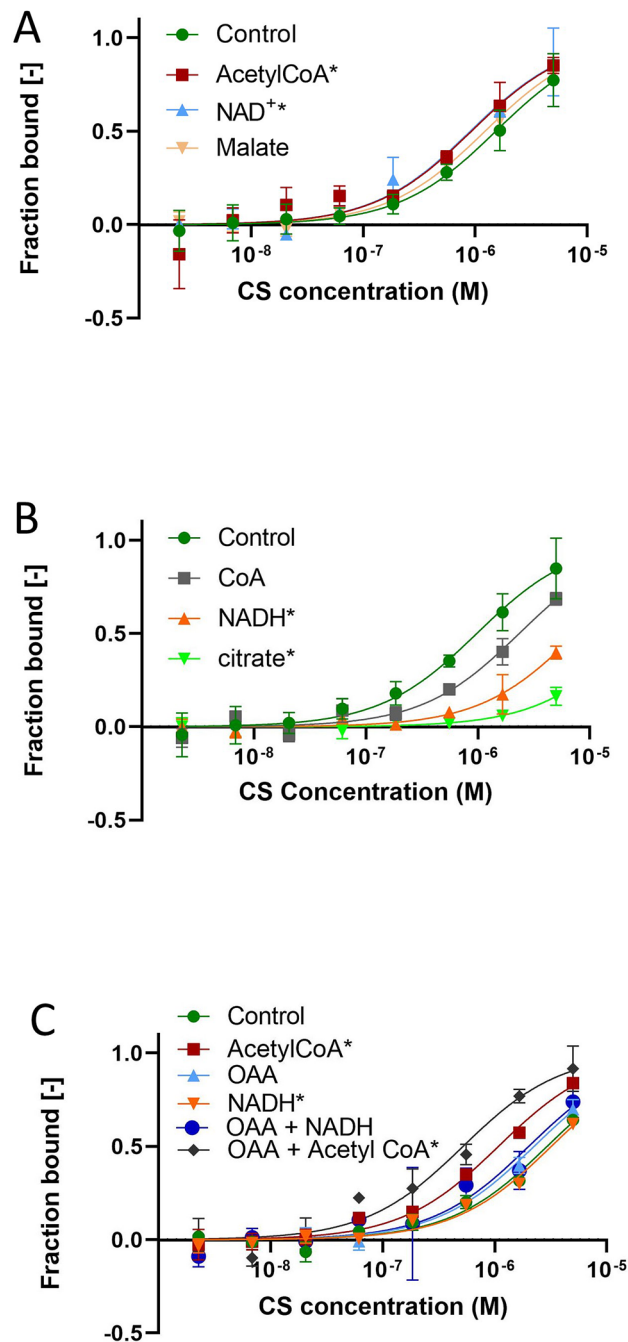 A
Control
AcetylCoA*
NAD⁺*
Malate
Fraction bound [-]
1.0
0.5
0.0
-0.5
10⁻⁸
10⁻⁷
10⁻⁶
10⁻⁵
CS concentration (M)
B
Control
CoA
NADH*
citrate*
Fraction bound [-]
1.0
0.5
0.0
-0.5
10⁻⁸
10⁻⁷
10⁻⁶
10⁻⁵
CS Concentration (M)
C
Control
AcetylCoA*
OAA
NADH*
OAA + NADH
OAA + Acetyl CoA*
Fraction bound [-]
1.0
0.5
0.0
-0.5
10⁻⁸
10⁻⁷
10⁻⁶
10⁻⁵
CS concentration (M)